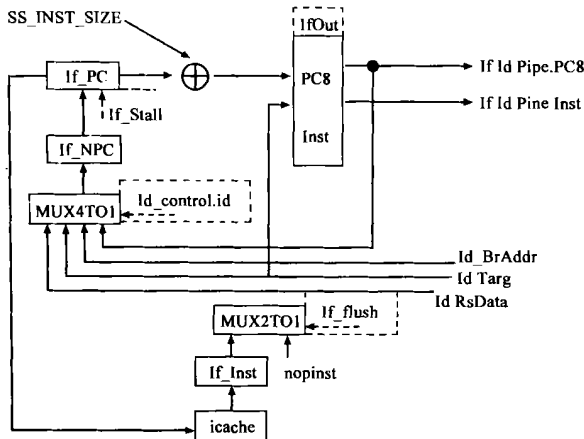 SS_INST_SIZE
IfOut
If_PC
PC8
If Id Pipe.PC8
If_Stall
If Id Pine Inst
Inst
If_NPC
Id_control.id
MUX4TO1
Id_BrAddr
Id Targ
Id RsData
If_flush
MUX2TO1
If_Inst
nopinst
icache